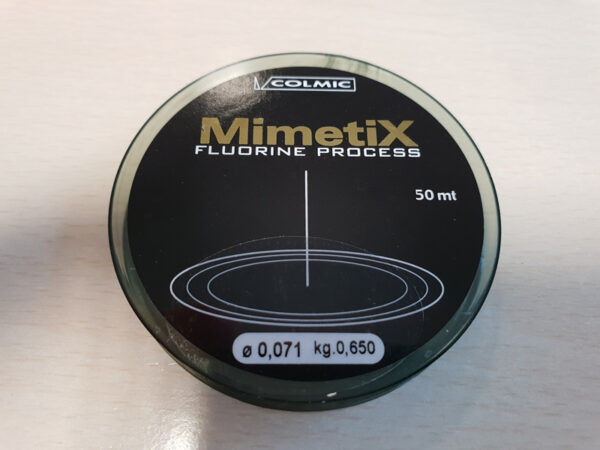 COLMIC
MimetiX
FLUORINE PROCESS
50 mt
ø 0,071 kg.0,650